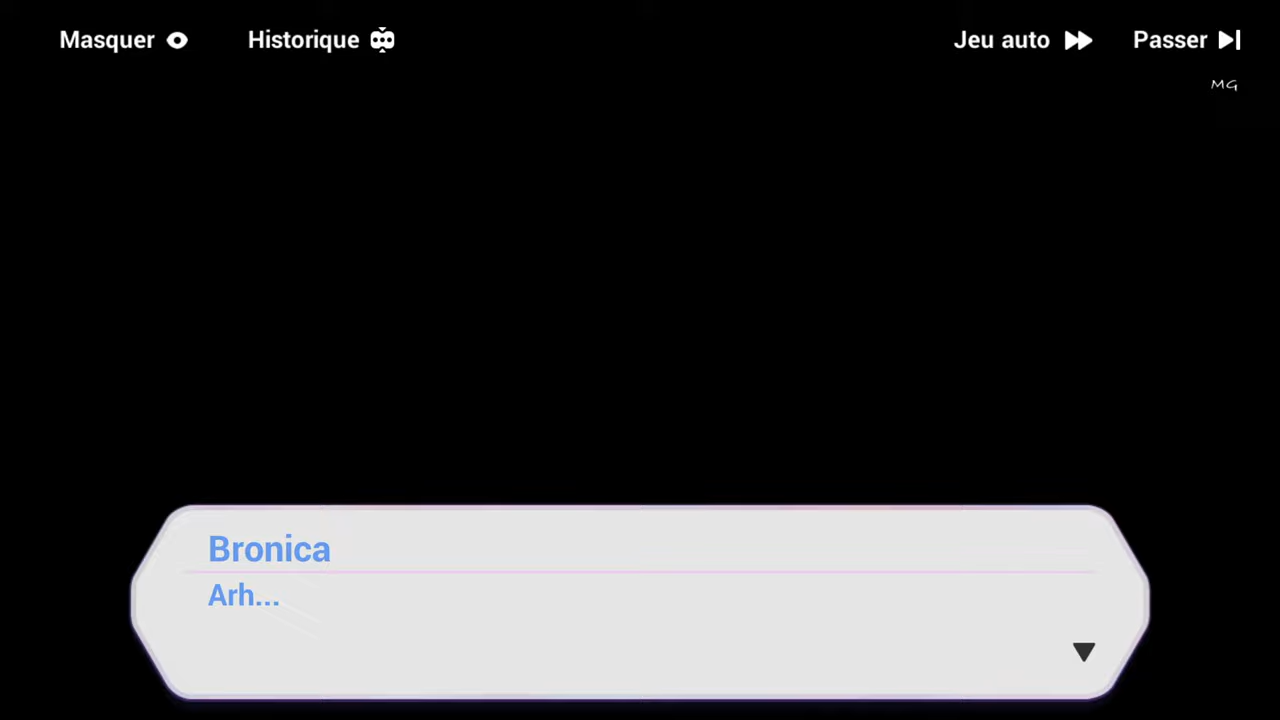 Masquer
Historique
Jeu auto
Passer
MG
Bronica
Arh...